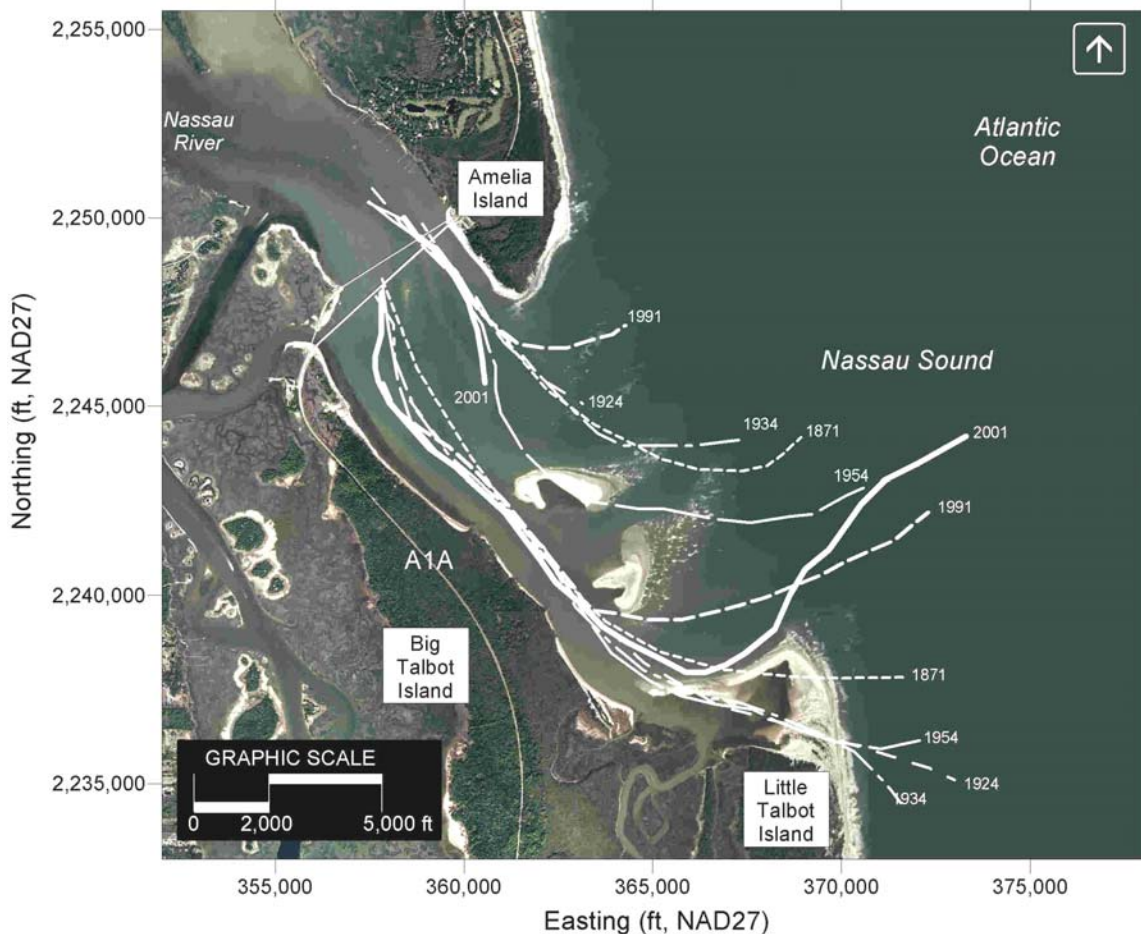 2,255,000
2,250,000
2,245,000
2,240,000
2,235,000
Northing (ft, NAD27)
Nassau
River
Atlantic
Ocean
Amelia
Island
1991
Nassau Sound
1924
2001
1934
1871
2001
1954
1991
A1A
Big
Talbot
Island
1871
1954
1924
1934
Little
Talbot
Island
GRAPHIC SCALE
0 2,000 5,000 ft
355,000 360,000 365,000 370,000 375,000
Easting (ft, NAD27)